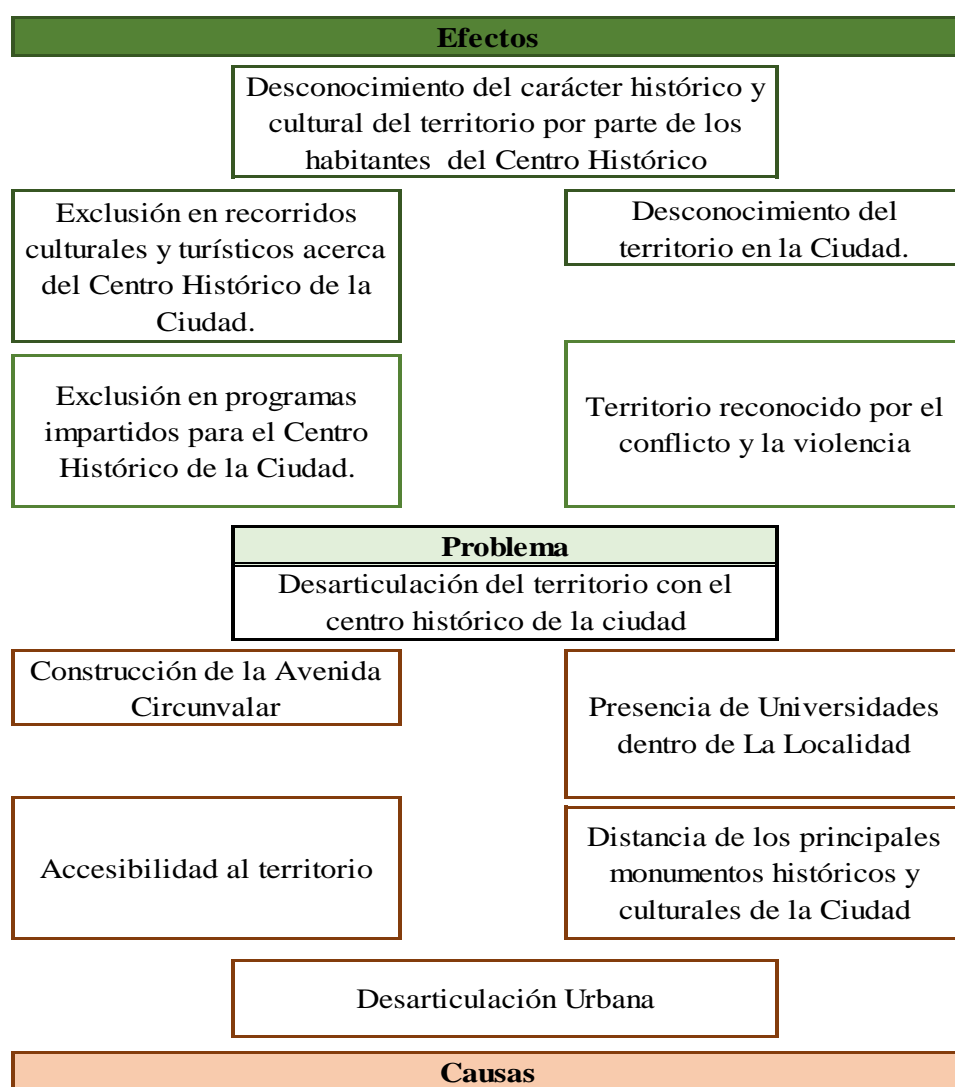 Efectos
Desconocimiento del carácter histórico y
cultural del territorio por parte de los
habitantes del Centro Histórico
Exclusión en recorridos
culturales y turísticos acerca
del Centro Histórico de la
Ciudad.
Desconocimiento del
territorio en la Ciudad.
Exclusión en programas
impartidos para el Centro
Histórico de la Ciudad.
Territorio reconocido por el
conflicto y la violencia
Problema
Desarticulación del territorio con el
centro histórico de la ciudad
Construcción de la Avenida
Circunvalar
Presencia de Universidades
dentro de La Localidad
Accesibilidad al territorio
Distancia de los principales
monumentos históricos y
culturales de la Ciudad
Desarticulación Urbana
Causas